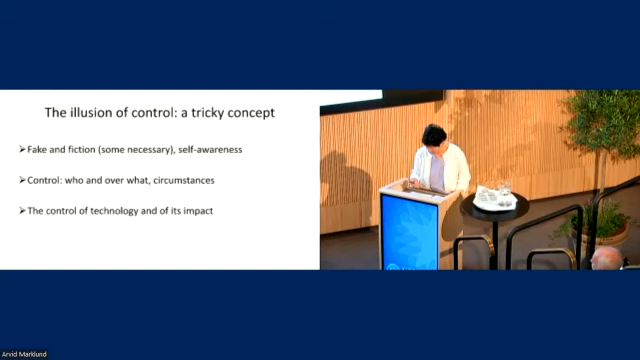 The illusion of control: a tricky concept
➢Fake and fiction (some necessary), self-awareness
➢Control: who and over what, circumstances
➢The control of technology and of its impact
Arvid Marklund